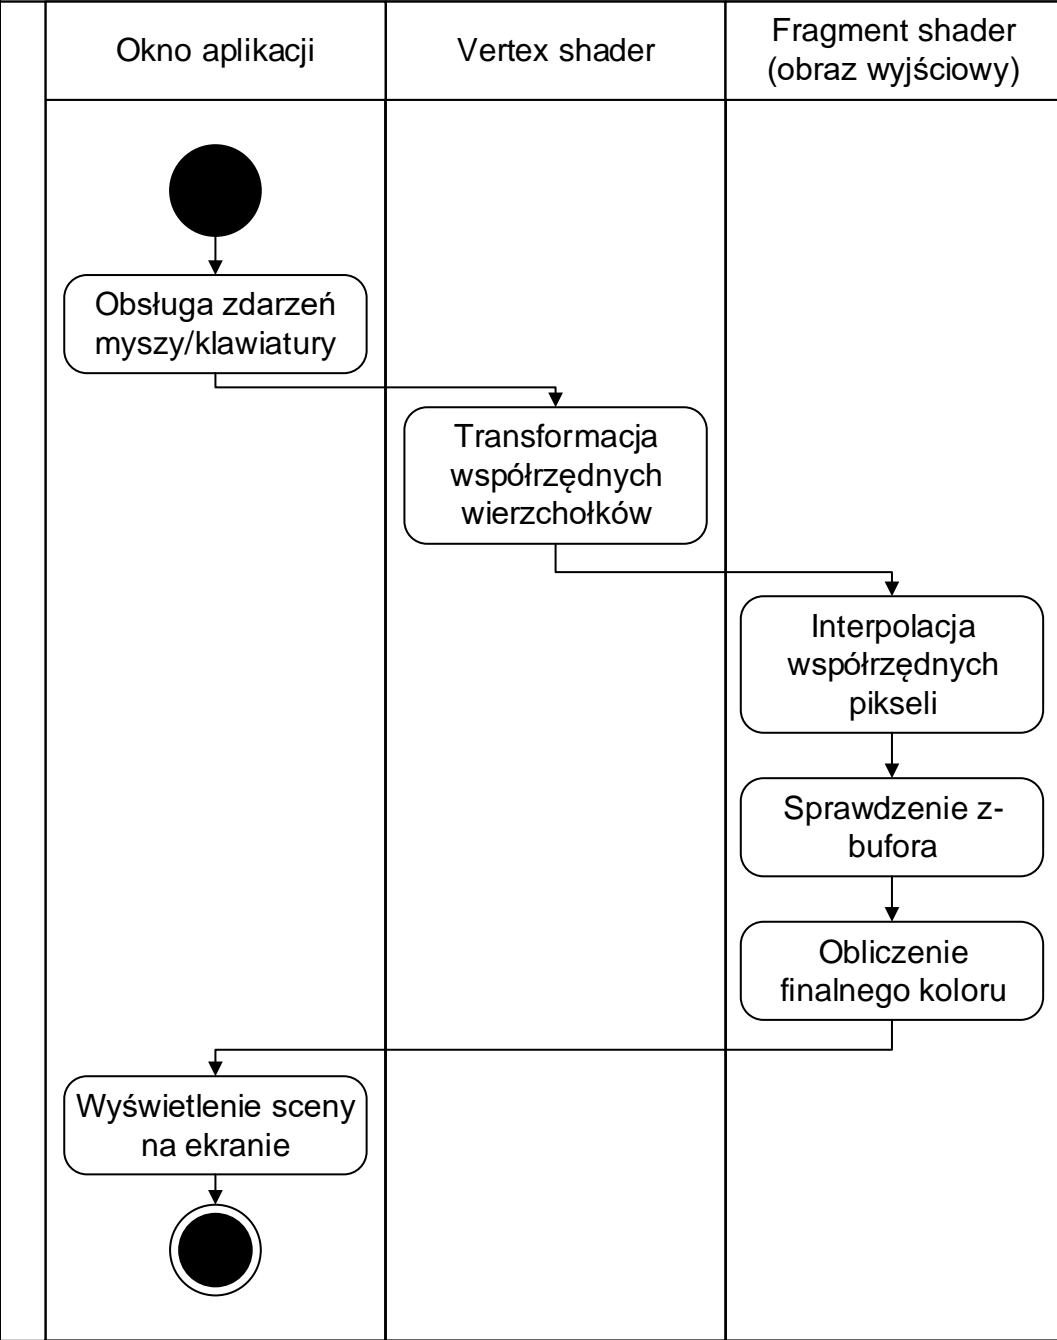 Okno aplikacji
Vertex shader
Fragment shader
(obraz wyjściowy)
Obsługa zdarzeń
myszy/klawiatury
Transformacja
współrzędnych
wierzchołków
Interpolacja
współrzędnych
pikseli
Sprawdzenie z-
bufora
Obliczenie
finalnego koloru
Wyświetlenie sceny
na ekranie